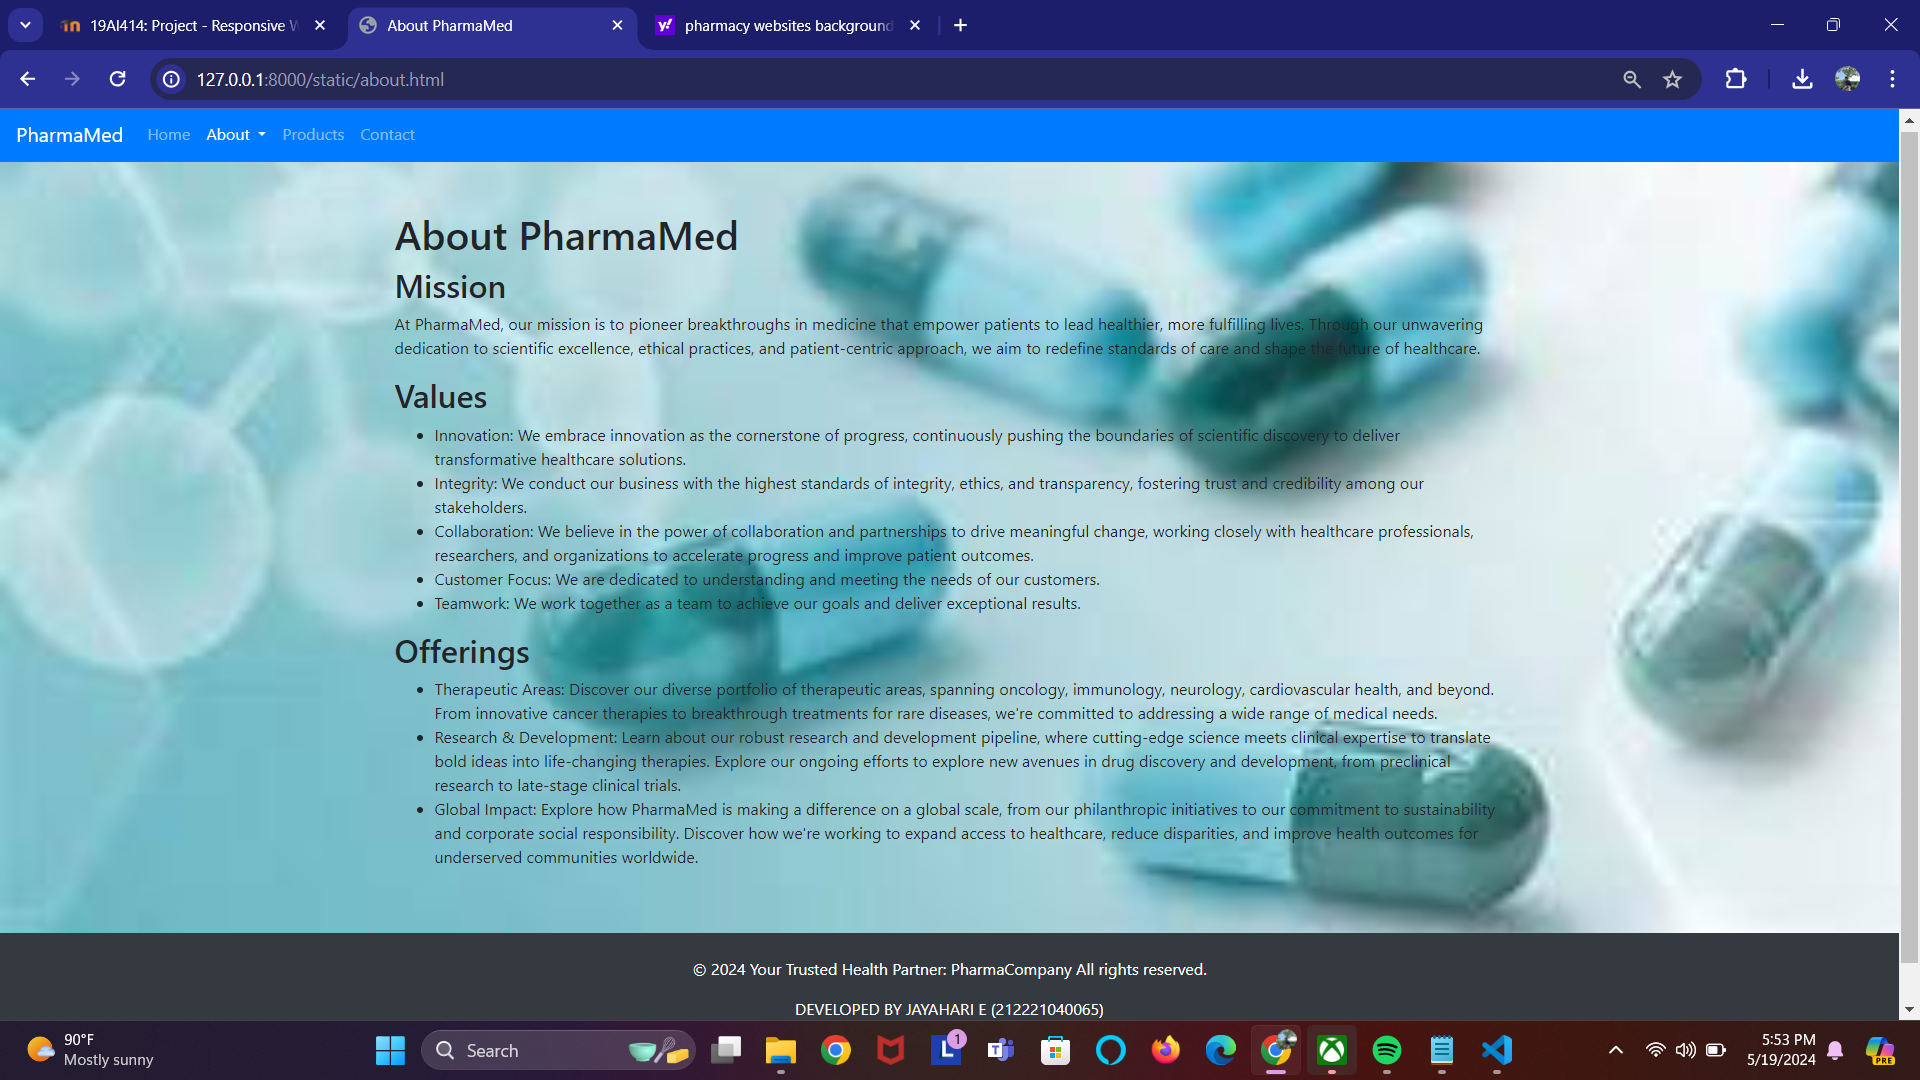 19AI414: Project - Responsive W
About PharmaMed
pharmacy websites background
127.0.0.1:8000/static/about.html
PharmaMed Home About Products Contact
About PharmaMed
Mission
At PharmaMed, our mission is to pioneer breakthroughs in medicine that empower patients to lead healthier, more fulfilling lives. Through our unwavering
dedication to scientific excellence, ethical practices, and patient-centric approach, we aim to redefine standards of care and shape the future of healthcare.
Values
Innovation: We embrace innovation as the cornerstone of progress, continuously pushing the boundaries of scientific discovery to deliver
transformative healthcare solutions.
Integrity: We conduct our business with the highest standards of integrity, ethics, and transparency, fostering trust and credibility among our
stakeholders.
Collaboration: We believe in the power of collaboration and partnerships to drive meaningful change, working closely with healthcare professionals,
researchers, and organizations to accelerate progress and improve patient outcomes.
Customer Focus: We are dedicated to understanding and meeting the needs of our customers.
Teamwork: We work together as a team to achieve our goals and deliver exceptional results.
Offerings
Therapeutic Areas: Discover our diverse portfolio of therapeutic areas, spanning oncology, immunology, neurology, cardiovascular health, and beyond.
From innovative cancer therapies to breakthrough treatments for rare diseases, we're committed to addressing a wide range of medical needs.
Research & Development: Learn about our robust research and development pipeline, where cutting-edge science meets clinical expertise to translate
bold ideas into life-changing therapies. Explore our ongoing efforts to explore new avenues in drug discovery and development, from preclinical
research to late-stage clinical trials.
Global Impact: Explore how PharmaMed is making a difference on a global scale, from our philanthropic initiatives to our commitment to sustainability
and corporate social responsibility. Discover how we're working to expand access to healthcare, reduce disparities, and improve health outcomes for
underserved communities worldwide.
© 2024 Your Trusted Health Partner: PharmaCompany All rights reserved.
DEVELOPED BY JAYAHARI E (212221040065)
90°F
Mostly sunny
Search
L 1
5:53 PM
5/19/2024
PRE